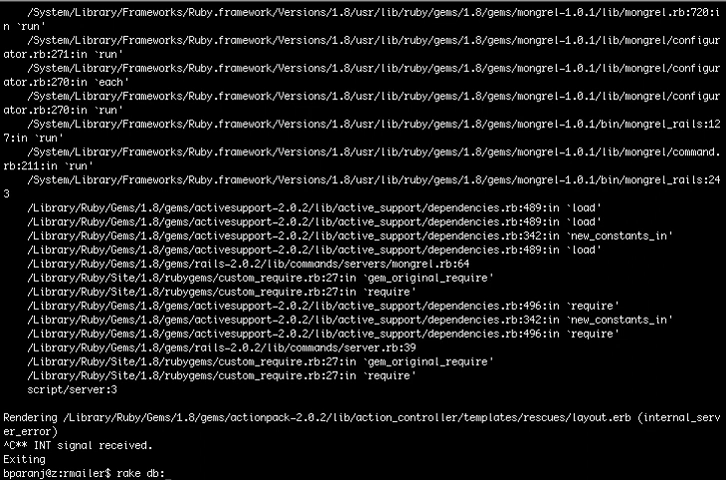 /System/Library/Frameworks/Ruby.framework/Versions/1.8/usr/lib/ruby/gems/1.8/gems/mongrel-1.0.1/lib/mongrel.rb:720:i
n `run'
/System/Library/Frameworks/Ruby.framework/Versions/1.8/usr/lib/ruby/gems/1.8/gems/mongrel-1.0.1/lib/mongrel/configur
ator.rb:271:in `run'
/System/Library/Frameworks/Ruby.framework/Versions/1.8/usr/lib/ruby/gems/1.8/gems/mongrel-1.0.1/lib/mongrel/configur
ator.rb:270:in `each'
/System/Library/Frameworks/Ruby.framework/Versions/1.8/usr/lib/ruby/gems/1.8/gems/mongrel-1.0.1/lib/mongrel/configur
ator.rb:270:in `run'
/System/Library/Frameworks/Ruby.framework/Versions/1.8/usr/lib/ruby/gems/1.8/gems/mongrel-1.0.1/bin/mongrel_rails:12
7:in `run'
/System/Library/Frameworks/Ruby.framework/Versions/1.8/usr/lib/ruby/gems/1.8/gems/mongrel-1.0.1/lib/mongrel/command.
rb:211:in `run'
/System/Library/Frameworks/Ruby.framework/Versions/1.8/usr/lib/ruby/gems/1.8/gems/mongrel-1.0.1/bin/mongrel_rails:24
3
/Library/Ruby/Gems/1.8/gems/activesupport-2.0.2/lib/active_support/dependencies.rb:489:in `load'
/Library/Ruby/Gems/1.8/gems/activesupport-2.0.2/lib/active_support/dependencies.rb:489:in `load'
/Library/Ruby/Gems/1.8/gems/activesupport-2.0.2/lib/active_support/dependencies.rb:342:in `new_constants_in'
/Library/Ruby/Gems/1.8/gems/activesupport-2.0.2/lib/active_support/dependencies.rb:489:in `load'
/Library/Ruby/Gems/1.8/gems/rails-2.0.2/lib/commands/servers/mongrel.rb:64
/Library/Ruby/Site/1.8/rubygems/custom_require.rb:27:in `gem_original_require'
/Library/Ruby/Site/1.8/rubygems/custom_require.rb:27:in `require'
/Library/Ruby/Gems/1.8/gems/activesupport-2.0.2/lib/active_support/dependencies.rb:496:in `require'
/Library/Ruby/Gems/1.8/gems/activesupport-2.0.2/lib/active_support/dependencies.rb:342:in `new_constants_in'
/Library/Ruby/Gems/1.8/gems/activesupport-2.0.2/lib/active_support/dependencies.rb:496:in `require'
/Library/Ruby/Gems/1.8/gems/rails-2.0.2/lib/commands/server.rb:39
/Library/Ruby/Site/1.8/rubygems/custom_require.rb:27:in `gem_original_require'
/Library/Ruby/Site/1.8/rubygems/custom_require.rb:27:in `require'
script/server:3
Rendering /Library/Ruby/Gems/1.8/gems/actionpack-2.0.2/lib/action_controller/templates/rescues/layout.erb (internal_serv
er_error)
^C** INT signal received.
Exiting
bparanj@z:rmailer$ rake db:_